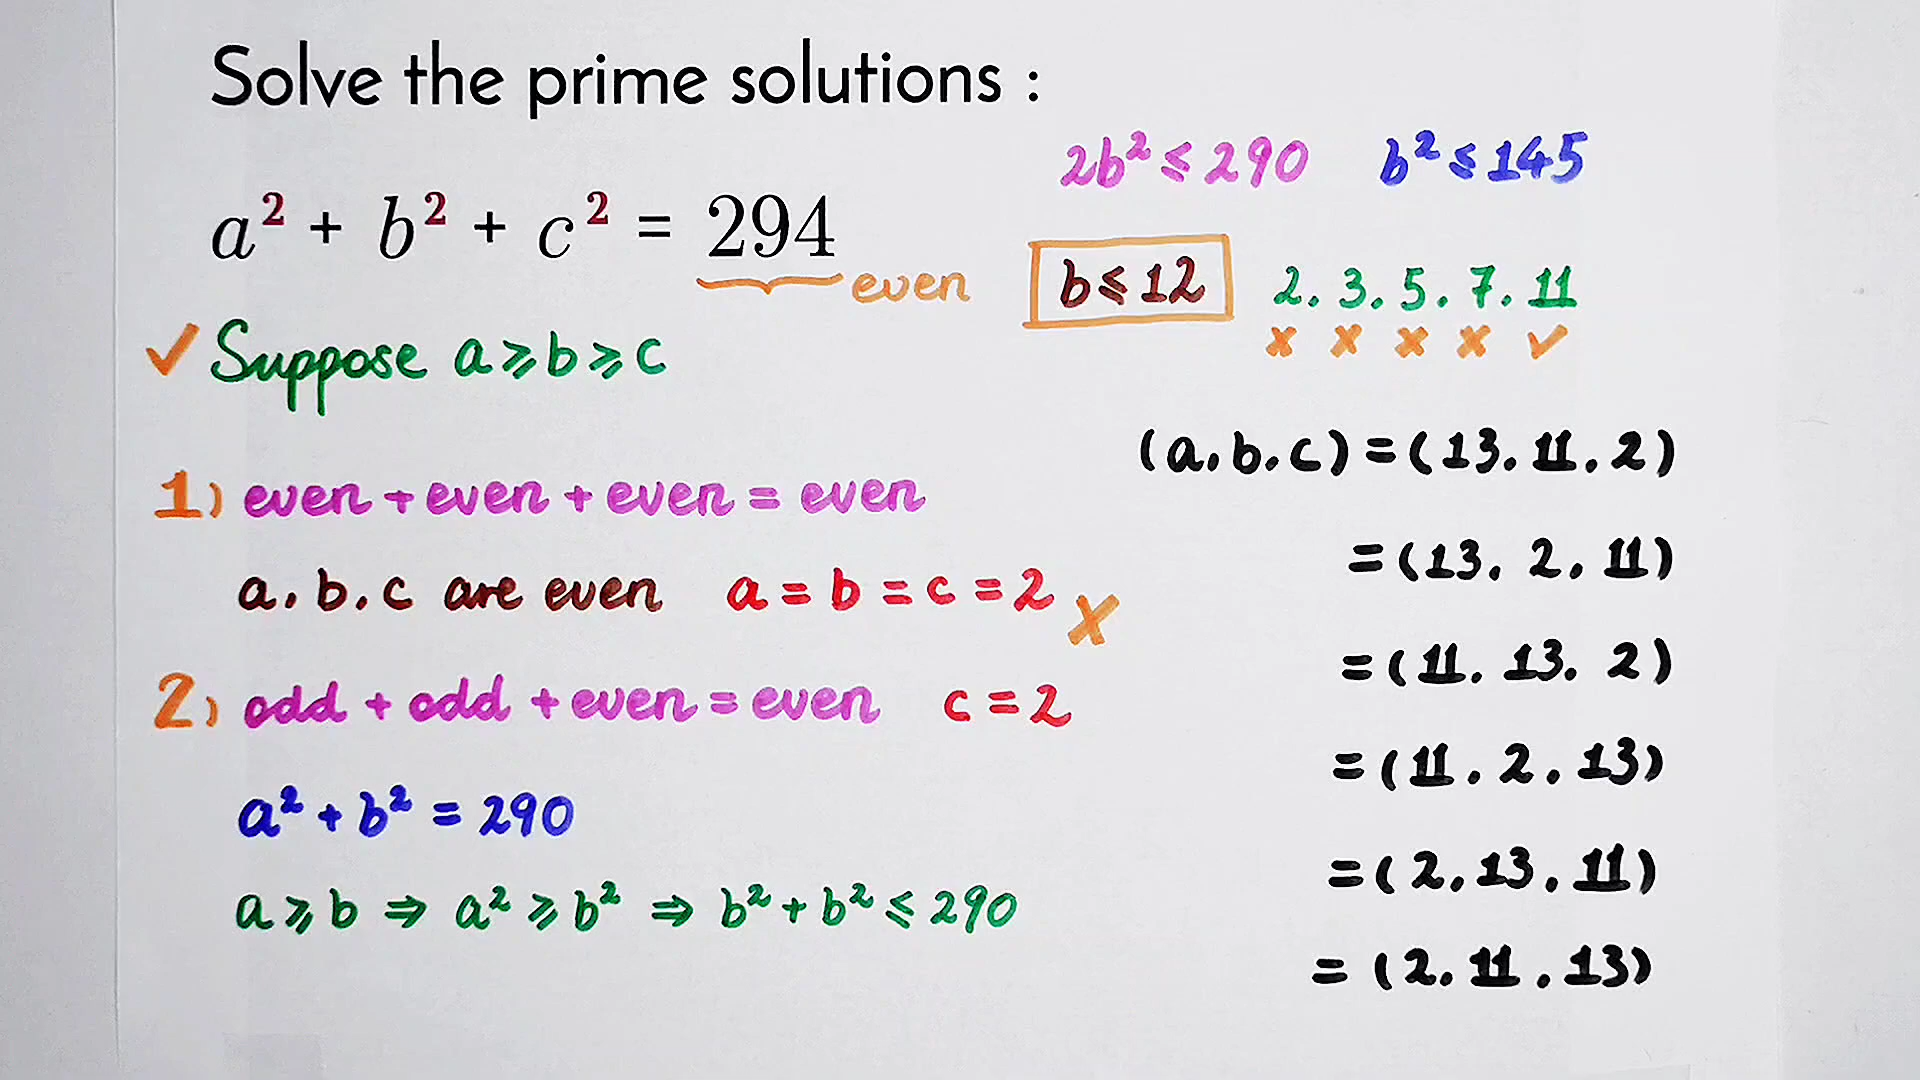 Solve the prime solutions :
a² + b² + c² = 294
even
✓ Suppose a ⩾ b ⩾ c
1) even + even + even = even
a . b . c are even a = b = c = 2 ✗
2) odd + odd + even = even c = 2
a² + b² = 290
a ⩾ b ⇒ a² ⩾ b² ⇒ b² + b² ⩽ 290
2b² ⩽ 290 b² ⩽ 145
b ⩽ 12 2 . 3 . 5 . 7 . 11
✗ ✗ ✗ ✗ ✓
(a . b . c) = (13 . 11 . 2)
= (13 . 2 . 11)
= (11 . 13 . 2)
= (11 . 2 . 13)
= (2 . 13 . 11)
= (2 . 11 . 13)